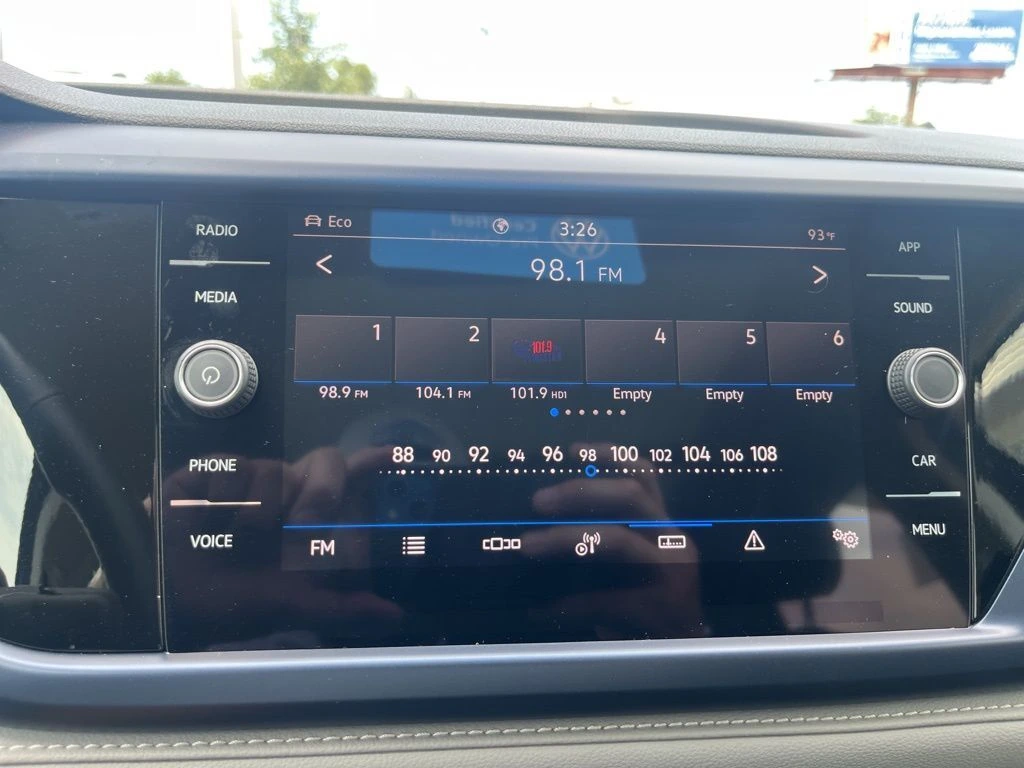 RADIO
MEDIA
PHONE
VOICE
Eco
3:26
93°F
98.1 FM
1
2
101.9
4
5
6
98.9 FM
104.1 FM
101.9 HD1
Empty
Empty
Empty
88 90 92 94 96 98 100 102 104 106 108
FM
APP
SOUND
CAR
MENU